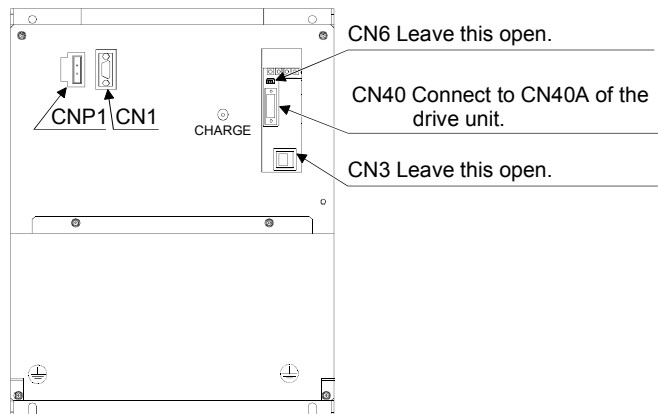 CN6 Leave this open.
CN40 Connect to CN40A of the
drive unit.
CNP1 CN1
CHARGE
CN3 Leave this open.